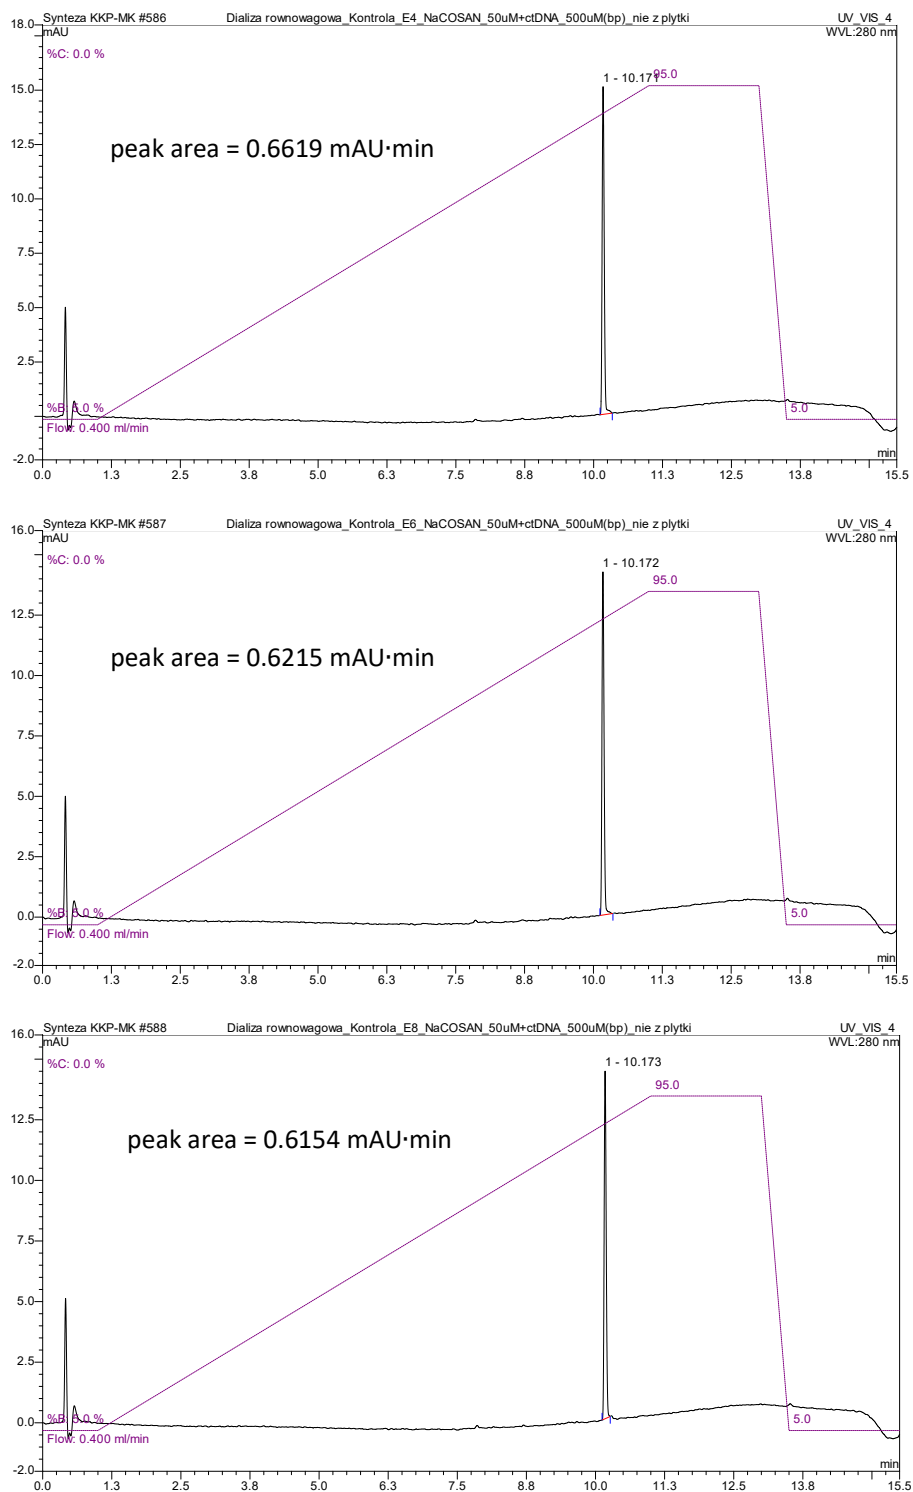 Synteza KKP-MK #586 Dializa rownowagowa_Kontrola_E4_NaCOSAN_50uM+ctDNA_500uM(bp)_nie z plytki UV_VIS_4
18.0 mAU WVL:280 nm
%C: 0.0 %
1 - 10.171 95.0
15.0
peak area = 0.6619 mAU·min
12.5
10.0
7.5
5.0
2.5
%B: 5.0 % 5.0
Flow: 0.400 ml/min
-2.0 min
0.0 1.3 2.5 3.8 5.0 6.3 7.5 8.8 10.0 11.3 12.5 13.8 15.5
Synteza KKP-MK #587 Dializa rownowagowa_Kontrola_E6_NaCOSAN_50uM+ctDNA_500uM(bp)_nie z plytki UV_VIS_4
16.0 mAU WVL:280 nm
%C: 0.0 %
1 - 10.172
95.0
12.5
peak area = 0.6215 mAU·min
10.0
7.5
5.0
2.5
0.0 %B: 5.0 % 5.0
Flow: 0.400 ml/min
-2.0 min
0.0 1.3 2.5 3.8 5.0 6.3 7.5 8.8 10.0 11.3 12.5 13.8 15.5
Synteza KKP-MK #588 Dializa rownowagowa_Kontrola_E8_NaCOSAN_50uM+ctDNA_500uM(bp)_nie z plytki UV_VIS_4
16.0 mAU WVL:280 nm
%C: 0.0 %
1 - 10.173
95.0
12.5
peak area = 0.6154 mAU·min
10.0
7.5
5.0
2.5
0.0 %B: 5.0 % 5.0
Flow: 0.400 ml/min
-2.0 min
0.0 1.3 2.5 3.8 5.0 6.3 7.5 8.8 10.0 11.3 12.5 13.8 15.5